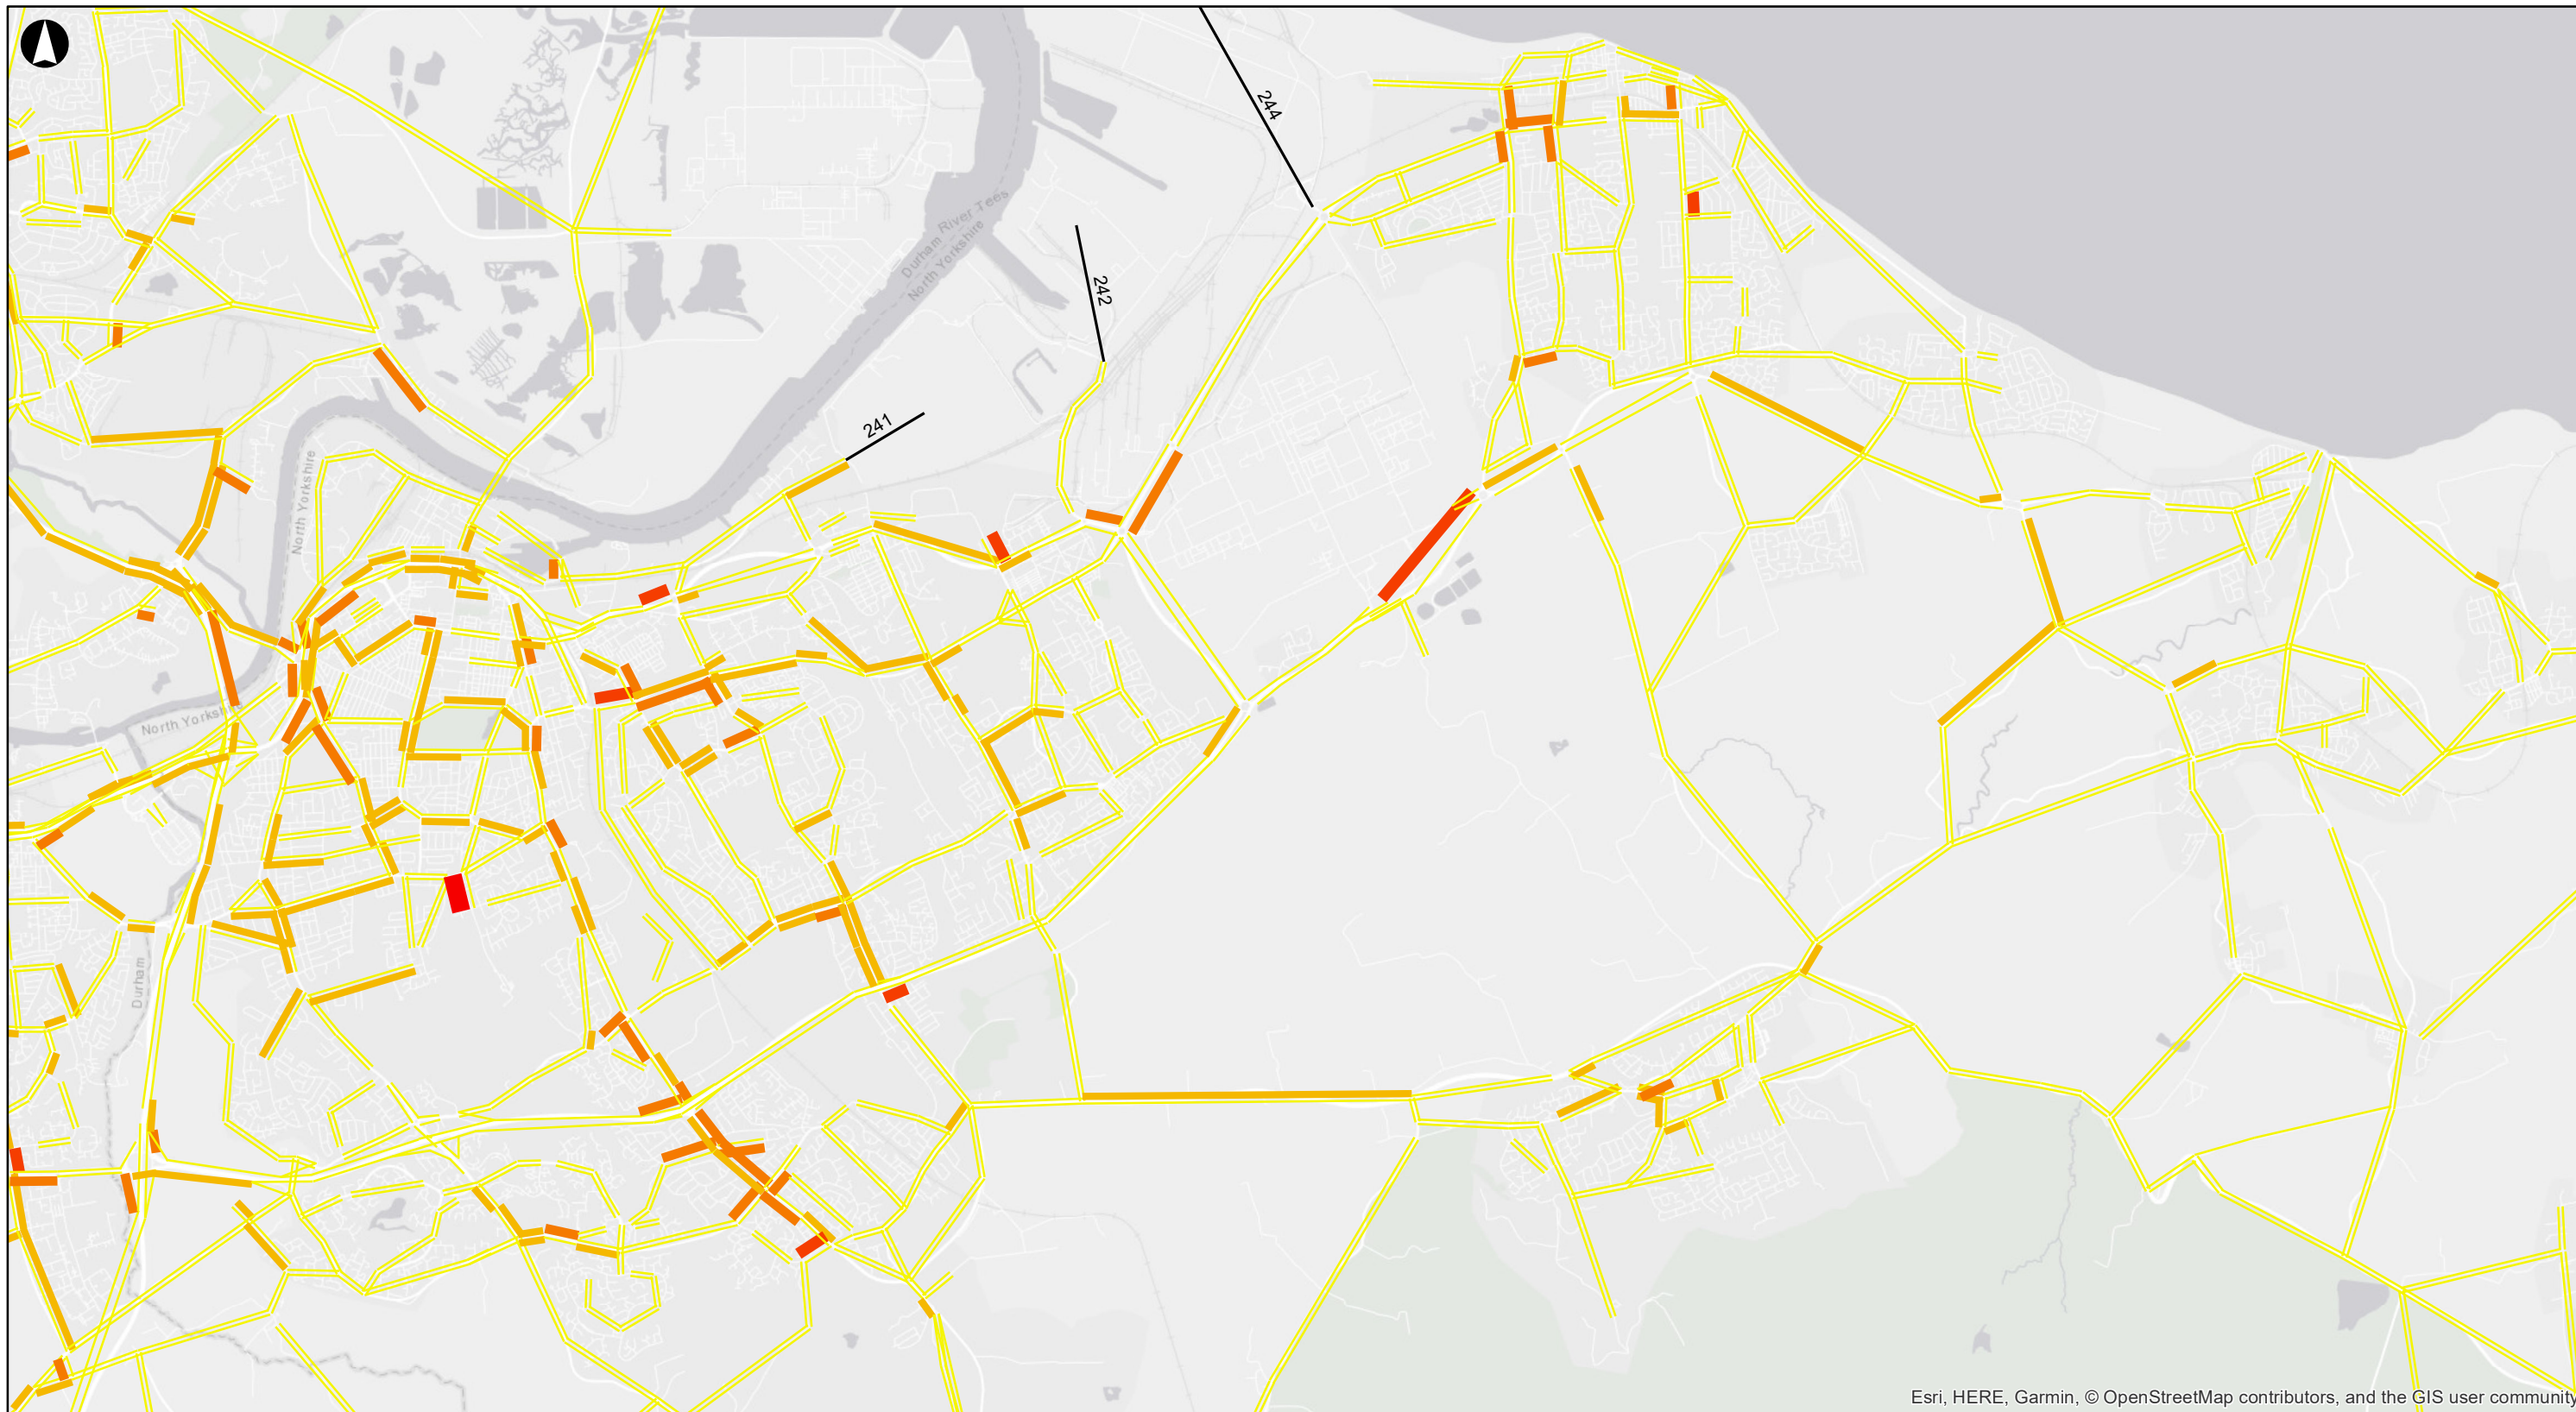 244
Durham River Tees
North Yorkshire
242
241
North Yorkshire
North Yorksh
Durham
Esri, HERE, Garmin, © OpenStreetMap contributors, and the GIS user community